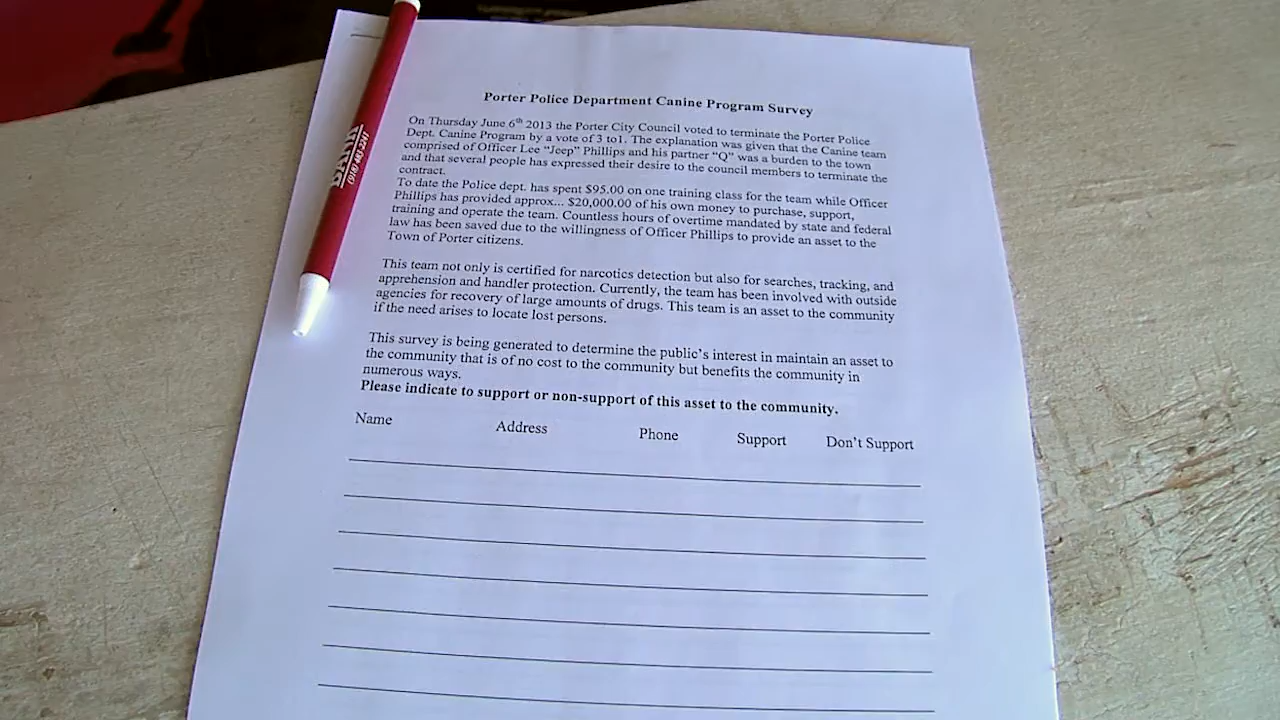 Porter Police Department Canine Program Survey
On Thursday June 6th 2013 the Porter City Council voted to terminate the Porter Police
Dept. Canine Program by a vote of 3 to1. The explanation was given that the Canine team
comprised of Officer Lee “Jeep” Phillips and his partner “Q” was a burden to the town
and that several people has expressed their desire to the council members to terminate the
contract.
To date the Police dept. has spent $95.00 on one training class for the team while Officer
Phillips has provided approx... $20,000.00 of his own money to purchase, support,
training and operate the team. Countless hours of overtime mandated by state and federal
law has been saved due to the willingness of Officer Phillips to provide an asset to the
Town of Porter citizens.
This team not only is certified for narcotics detection but also for searches, tracking, and
apprehension and handler protection. Currently, the team has been involved with outside
agencies for recovery of large amounts of drugs. This team is an asset to the community
if the need arises to locate lost persons.
This survey is being generated to determine the public’s interest in maintain an asset to
the community that is of no cost to the community but benefits the community in
numerous ways.
Please indicate to support or non-support of this asset to the community.
Name Address Phone Support Don’t Support
BANK